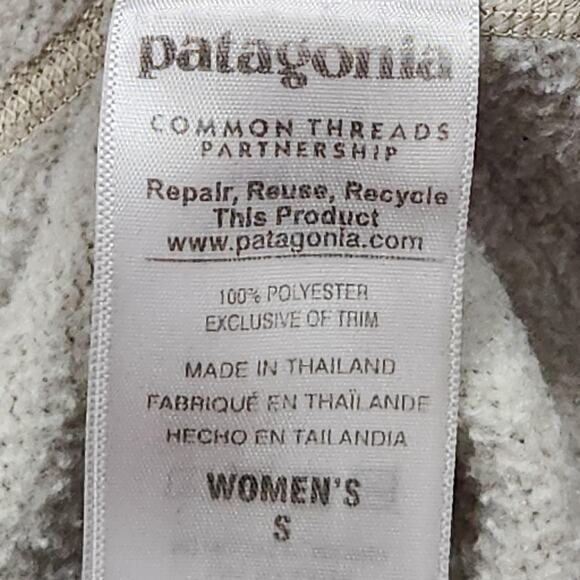 patagonia
COMMON THREADS
PARTNERSHIP
Repair, Reuse, Recycle
This Product
www.patagonia.com
100% POLYESTER
EXCLUSIVE OF TRIM
MADE IN THAILAND
FABRIQUÉ EN THAÏLANDE
HECHO EN TAILANDIA
WOMEN'S
S